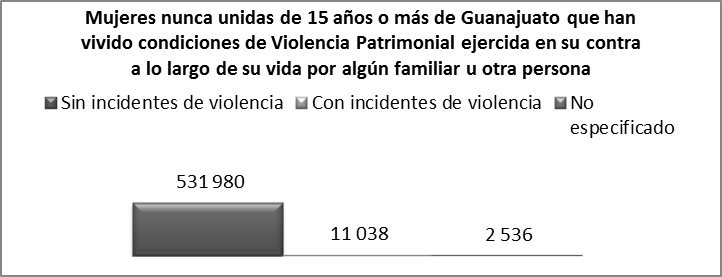 Mujeres nunca unidas de 15 años o más de Guanajuato que han
vivido condiciones de Violencia Patrimonial ejercida en su contra
a lo largo de su vida por algún familiar u otra persona
Sin incidentes de violencia Con incidentes de violencia No
especificado
531 980
11 038 2 536